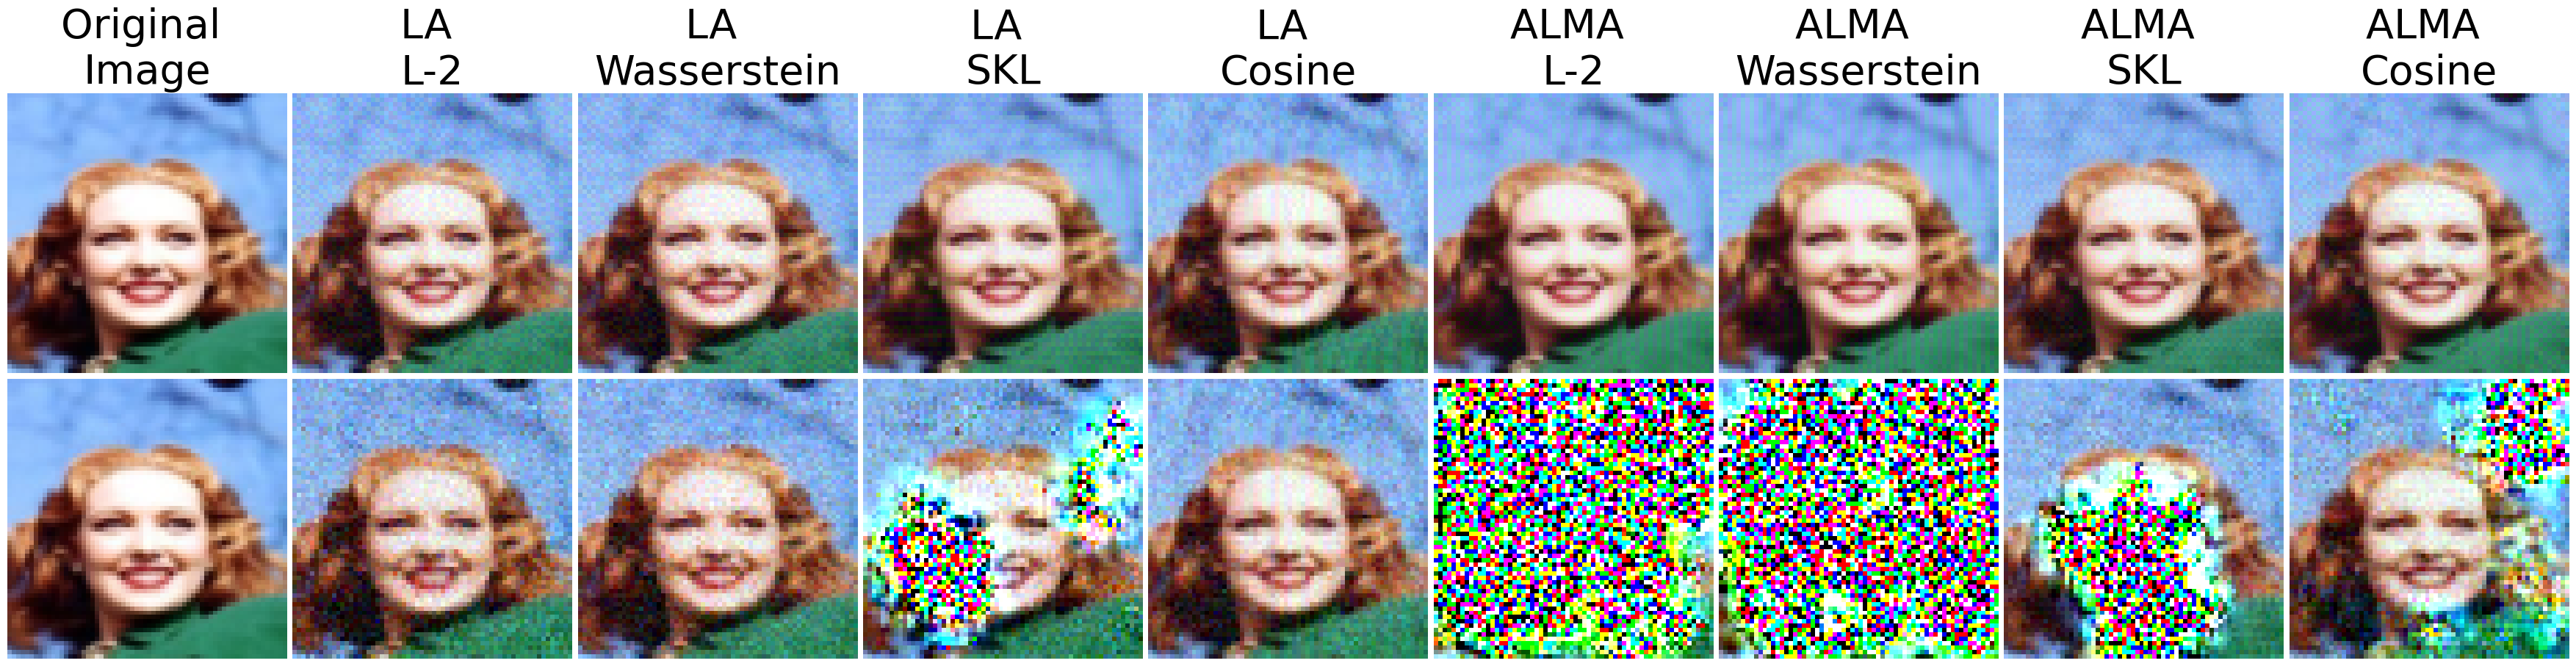 Original LA LA LA LA ALMA ALMA ALMA ALMA
Image L-2 Wasserstein SKL Cosine L-2 Wasserstein SKL Cosine